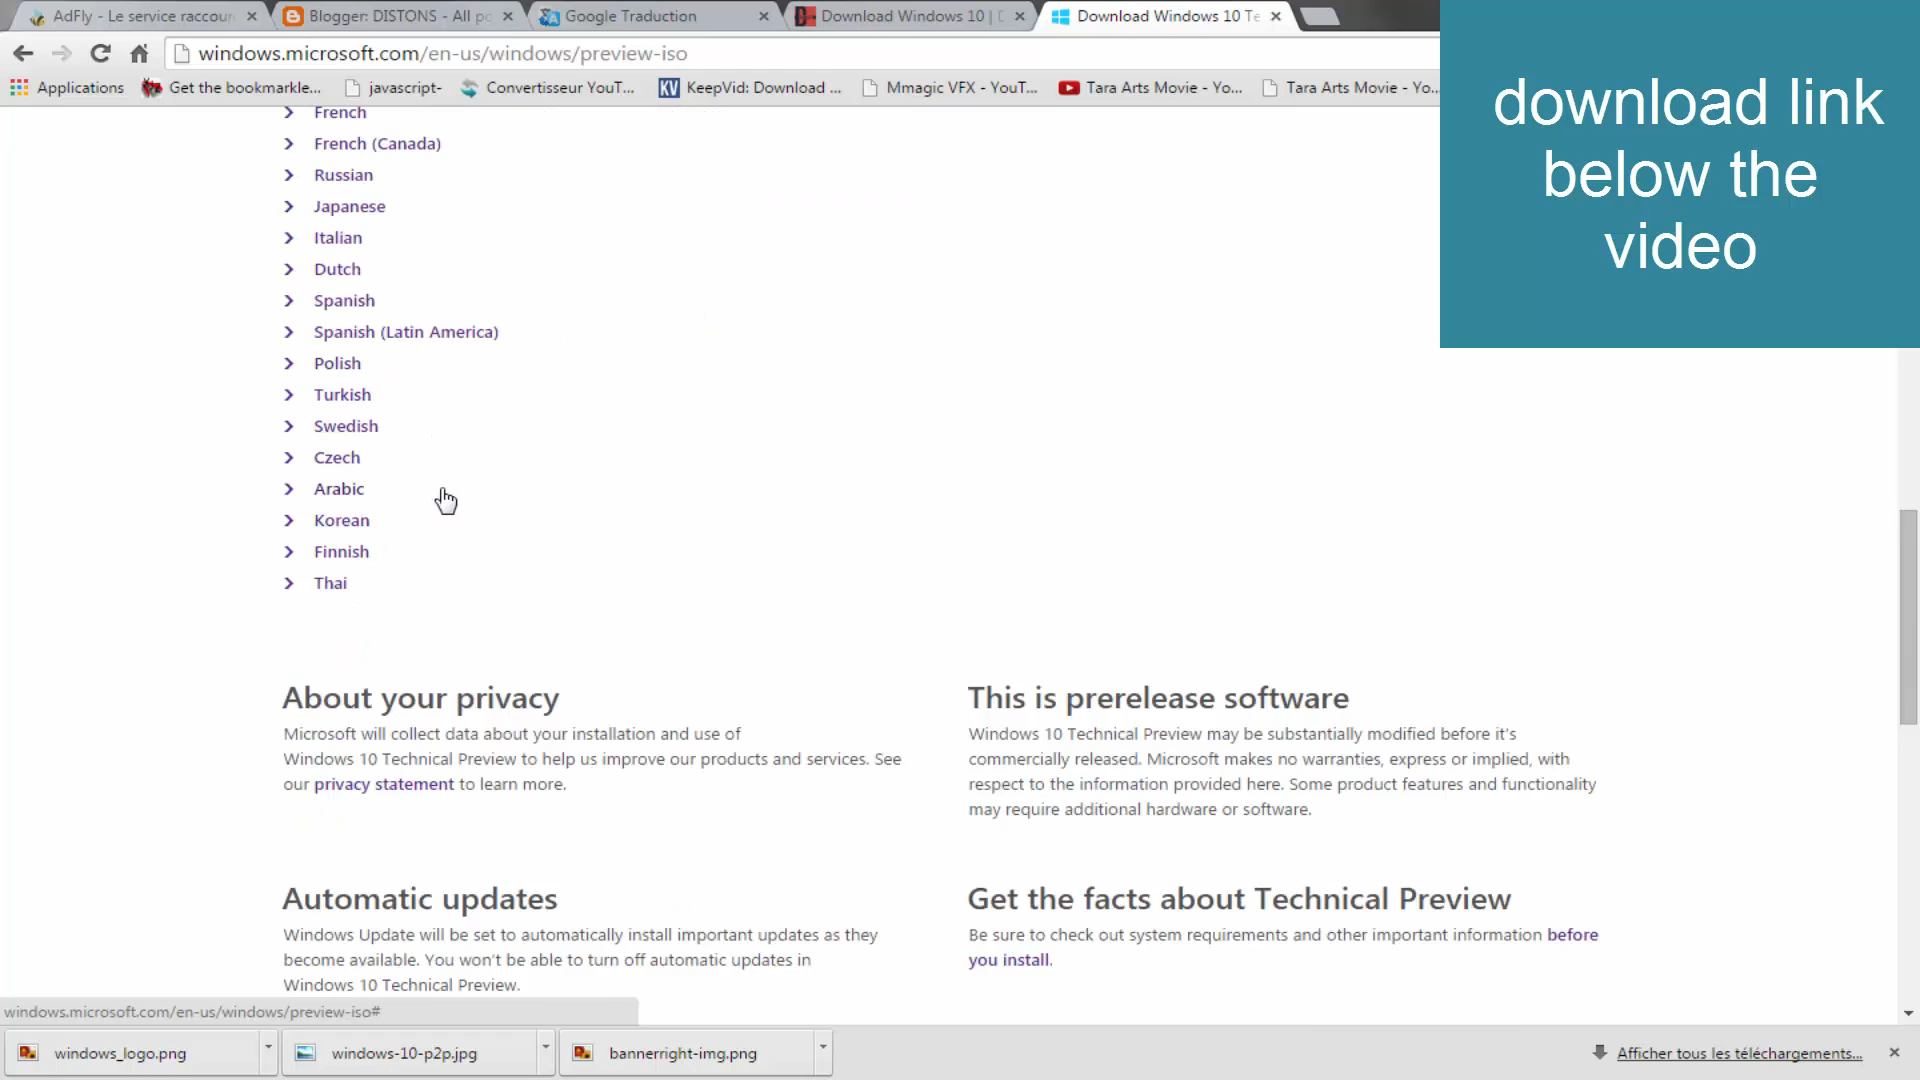 AdFly - Le service raccour
Blogger: DISTONS - All po
Google Traduction
Download Windows 10 | D
Download Windows 10 Te
windows.microsoft.com/en-us/windows/preview-iso
Applications
Get the bookmarkle...
javascript-
Convertisseur YouT...
KeepVid: Download ...
Mmagic VFX - YouT...
Tara Arts Movie - Yo...
Tara Arts Movie - Yo...
download link
below the
video
French
French (Canada)
Russian
Japanese
Italian
Dutch
Spanish
Spanish (Latin America)
Polish
Turkish
Swedish
Czech
Arabic
Korean
Finnish
Thai
About your privacy
Microsoft will collect data about your installation and use of
Windows 10 Technical Preview to help us improve our products and services. See
our privacy statement to learn more.
This is prerelease software
Windows 10 Technical Preview may be substantially modified before it's
commercially released. Microsoft makes no warranties, express or implied, with
respect to the information provided here. Some product features and functionality
may require additional hardware or software.
Automatic updates
Windows Update will be set to automatically install important updates as they
become available. You won't be able to turn off automatic updates in
Windows 10 Technical Preview.
Get the facts about Technical Preview
Be sure to check out system requirements and other important information before
you install.
windows.microsoft.com/en-us/windows/preview-iso#
windows_logo.png
windows-10-p2p.jpg
bannerright-img.png
Afficher tous les téléchargements...